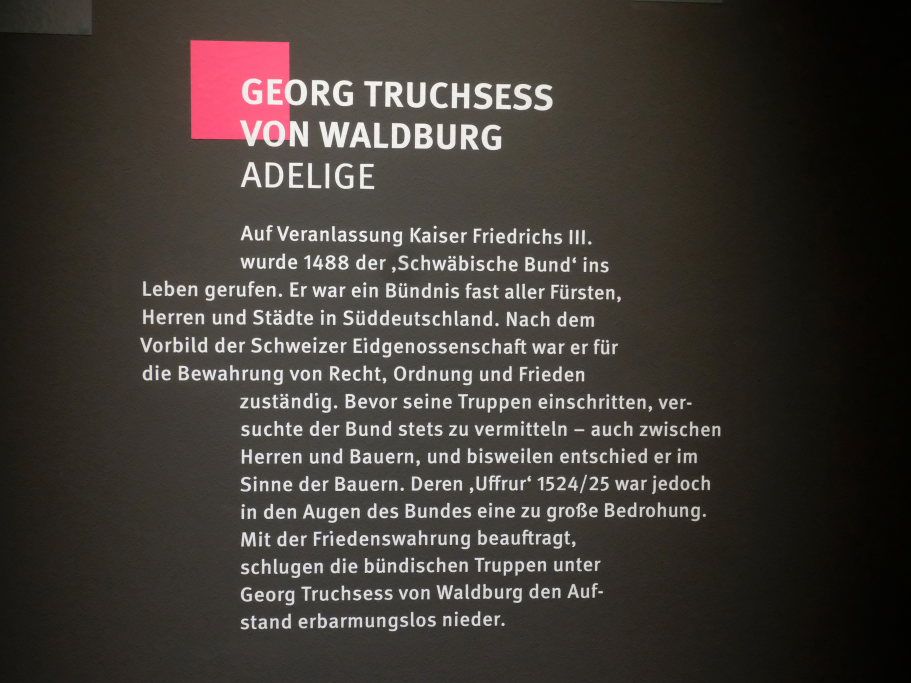 GEORG TRUCHSESS
VON WALDBURG
ADELIGE
Auf Veranlassung Kaiser Friedrichs III.
wurde 1488 der ‚Schwäbische Bund‘ ins
Leben gerufen. Er war ein Bündnis fast aller Fürsten,
Herren und Städte in Süddeutschland. Nach dem
Vorbild der Schweizer Eidgenossenschaft war er für
die Bewahrung von Recht, Ordnung und Frieden
zuständig. Bevor seine Truppen einschritten, ver-
suchte der Bund stets zu vermitteln – auch zwischen
Herren und Bauern, und bisweilen entschied er im
Sinne der Bauern. Deren ‚Uffrur‘ 1524/25 war jedoch
in den Augen des Bundes eine zu große Bedrohung.
Mit der Friedenswahrung beauftragt,
schlugen die bündischen Truppen unter
Georg Truchsess von Waldburg den Auf-
stand erbarmungslos nieder.